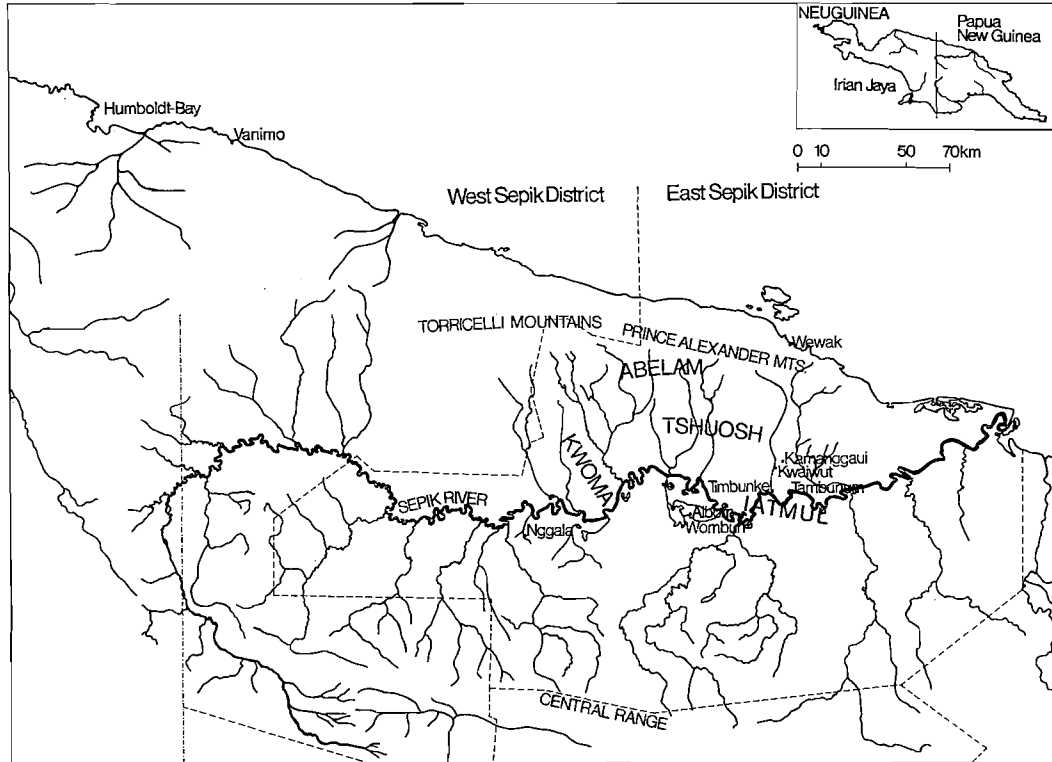 NEUGUINEA
Papua
New Guinea
Irian Jaya
Humboldt-Bay
Vanimo
0 10 50 70km
West Sepik District
East Sepik District
TORRICELLI MOUNTAINS
PRINCE ALEXANDER MTS.
Wewak
ABELAM
TSHUOSH
KWOMA
Kamanggaui
Kwaiwut
Timbunke
Tambunum
SEPIK RIVER
IATMUL
Nggala
Wombun
CENTRAL RANGE